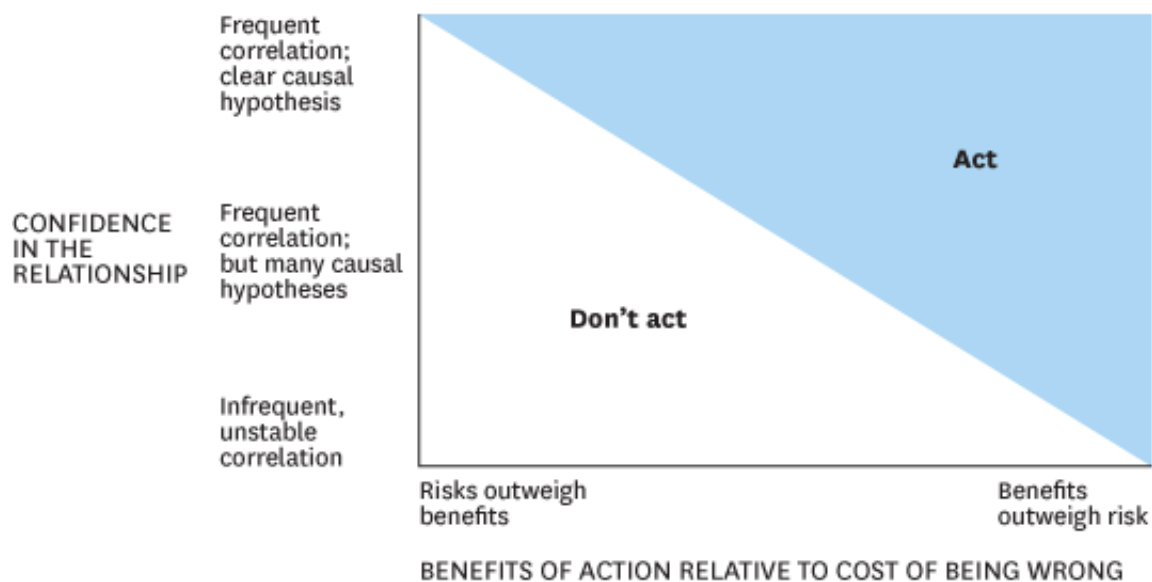 Frequent
correlation;
clear causal
hypothesis
Act
CONFIDENCE
IN THE
RELATIONSHIP
Frequent
correlation;
but many causal
hypotheses
Don’t act
Infrequent,
unstable
correlation
Risks outweigh
benefits
Benefits
outweigh risk
BENEFITS OF ACTION RELATIVE TO COST OF BEING WRONG